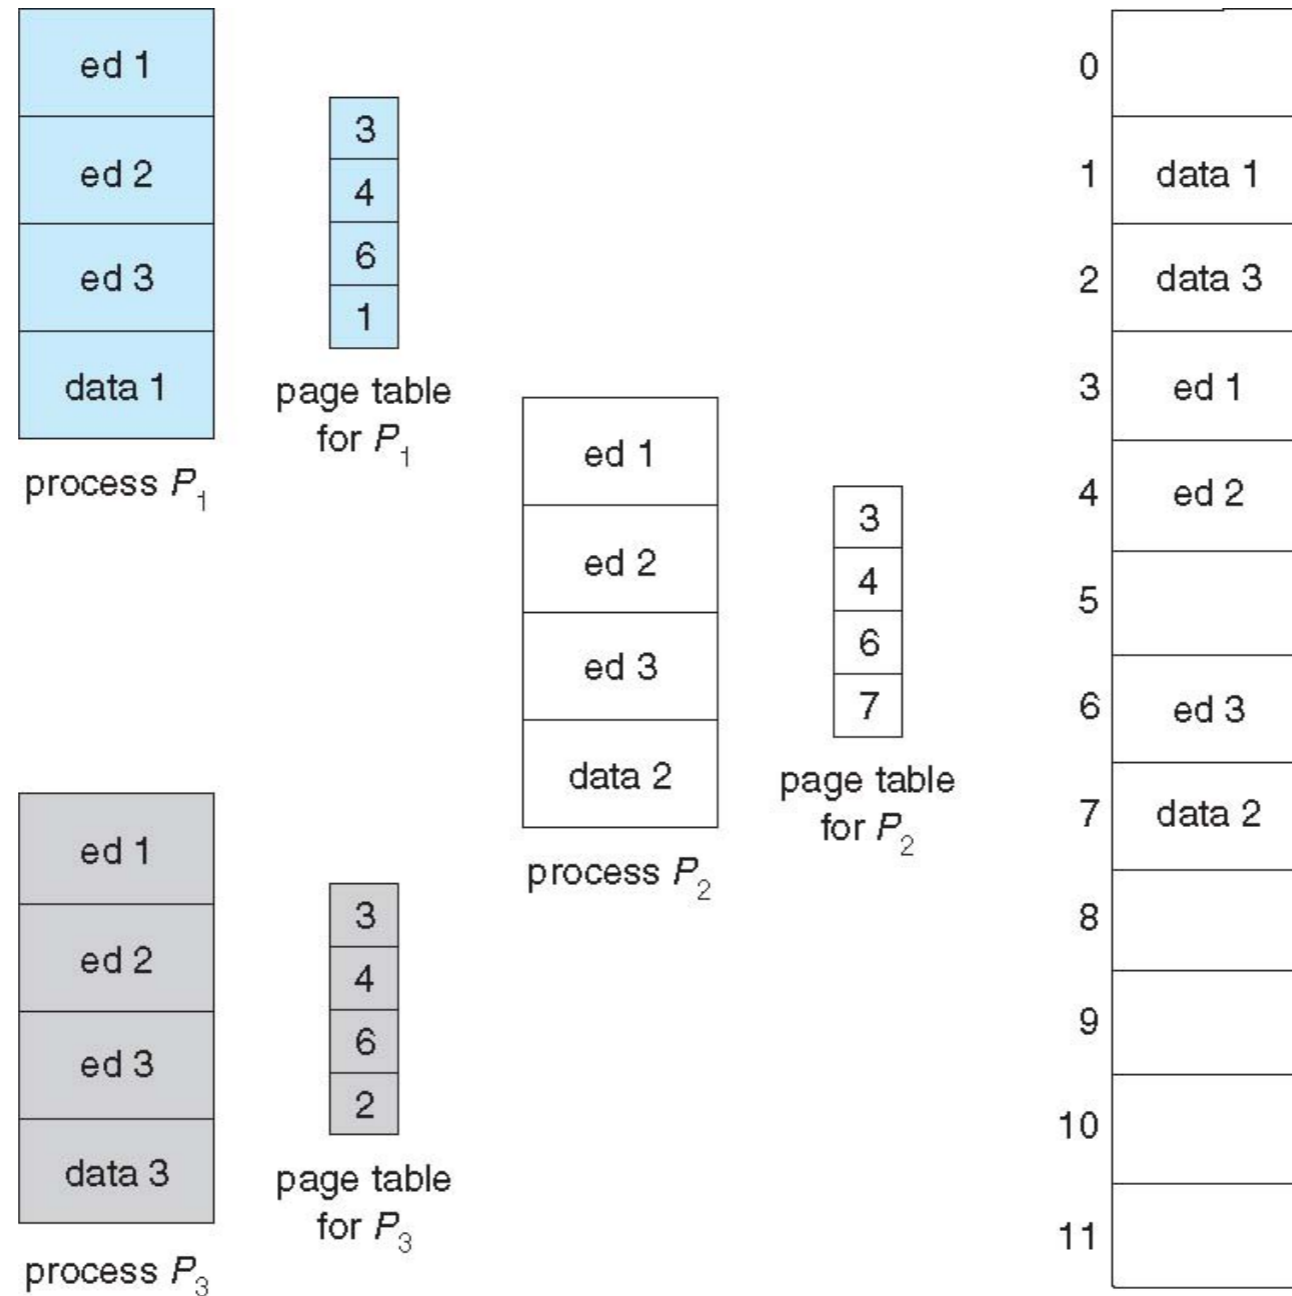 ed 1
ed 2
ed 3
data 1
process P1
3
4
6
1
page table
for P1
ed 1
ed 2
ed 3
data 2
process P2
3
4
6
7
page table
for P2
ed 1
ed 2
ed 3
data 3
process P3
3
4
6
2
page table
for P3
0
1 data 1
2 data 3
3 ed 1
4 ed 2
5
6 ed 3
7 data 2
8
9
10
11